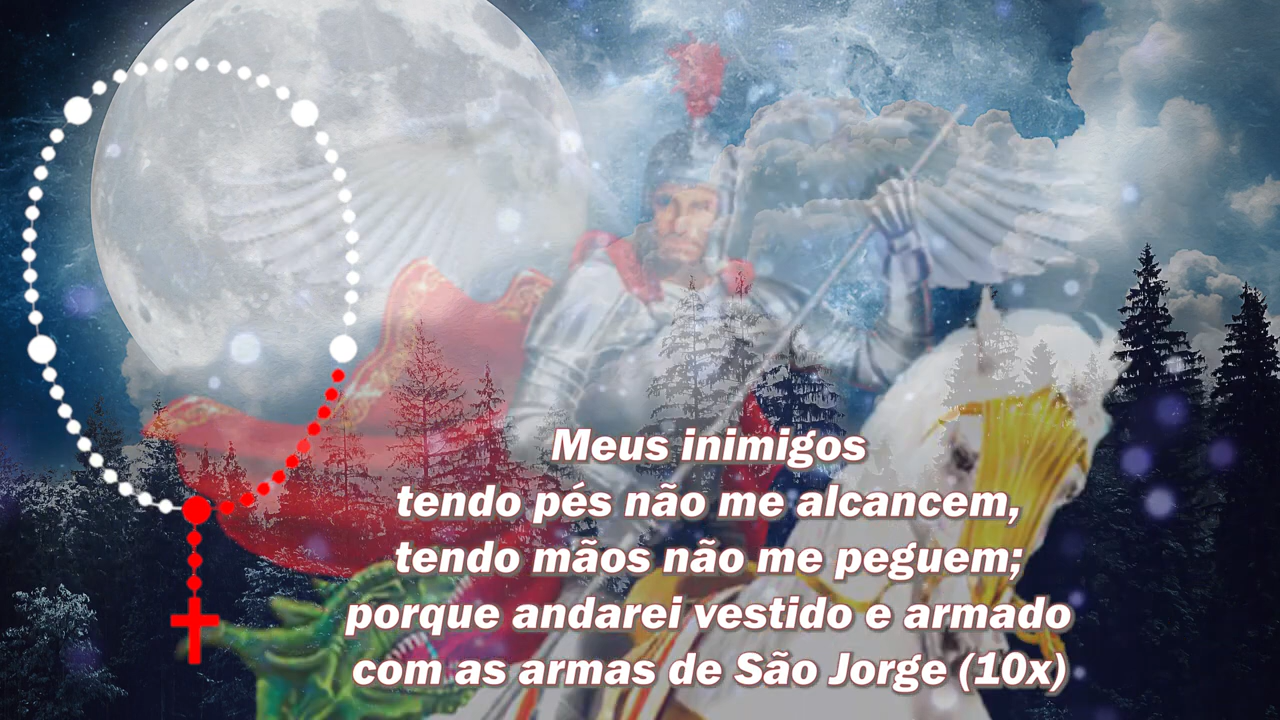 Meus inimigos
tendo pés não me alcancem,
tendo mãos não me peguem;
porque andarei vestido e armado
com as armas de São Jorge (10x)